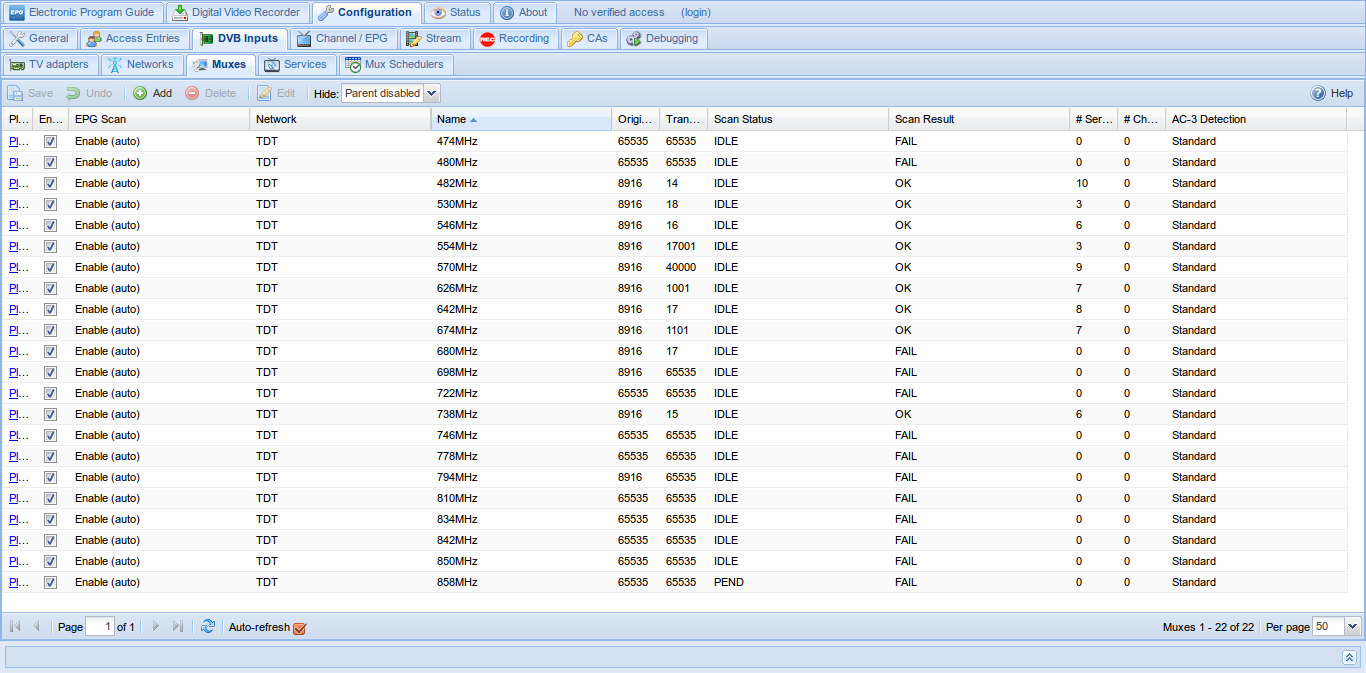 EPG Electronic Program Guide Digital Video Recorder Configuration Status About No verified access (login)
General Access Entries DVB Inputs Channel / EPG Stream REC Recording CAs Debugging
TV adapters Networks Muxes Services Mux Schedulers
Save Undo Add Delete Edit Hide: Parent disabled Help
Pl... En... EPG Scan Network Name Origi... Tran... Scan Status Scan Result # Ser... # Ch... AC-3 Detection
Pl... Enable (auto) TDT 474MHz 65535 65535 IDLE FAIL 0 0 Standard
Pl... Enable (auto) TDT 480MHz 65535 65535 IDLE FAIL 0 0 Standard
Pl... Enable (auto) TDT 482MHz 8916 14 IDLE OK 10 0 Standard
Pl... Enable (auto) TDT 530MHz 8916 18 IDLE OK 3 0 Standard
Pl... Enable (auto) TDT 546MHz 8916 16 IDLE OK 6 0 Standard
Pl... Enable (auto) TDT 554MHz 8916 17001 IDLE OK 3 0 Standard
Pl... Enable (auto) TDT 570MHz 8916 40000 IDLE OK 9 0 Standard
Pl... Enable (auto) TDT 626MHz 8916 1001 IDLE OK 7 0 Standard
Pl... Enable (auto) TDT 642MHz 8916 17 IDLE OK 8 0 Standard
Pl... Enable (auto) TDT 674MHz 8916 1101 IDLE OK 7 0 Standard
Pl... Enable (auto) TDT 680MHz 8916 17 IDLE FAIL 0 0 Standard
Pl... Enable (auto) TDT 698MHz 8916 65535 IDLE FAIL 0 0 Standard
Pl... Enable (auto) TDT 722MHz 65535 65535 IDLE FAIL 0 0 Standard
Pl... Enable (auto) TDT 738MHz 8916 15 IDLE OK 6 0 Standard
Pl... Enable (auto) TDT 746MHz 65535 65535 IDLE FAIL 0 0 Standard
Pl... Enable (auto) TDT 778MHz 65535 65535 IDLE FAIL 0 0 Standard
Pl... Enable (auto) TDT 794MHz 8916 65535 IDLE FAIL 0 0 Standard
Pl... Enable (auto) TDT 810MHz 65535 65535 IDLE FAIL 0 0 Standard
Pl... Enable (auto) TDT 834MHz 65535 65535 IDLE FAIL 0 0 Standard
Pl... Enable (auto) TDT 842MHz 65535 65535 IDLE FAIL 0 0 Standard
Pl... Enable (auto) TDT 850MHz 65535 65535 IDLE FAIL 0 0 Standard
Pl... Enable (auto) TDT 858MHz 65535 65535 PEND FAIL 0 0 Standard
Page 1 of 1 Auto-refresh Muxes 1 - 22 of 22 Per page 50